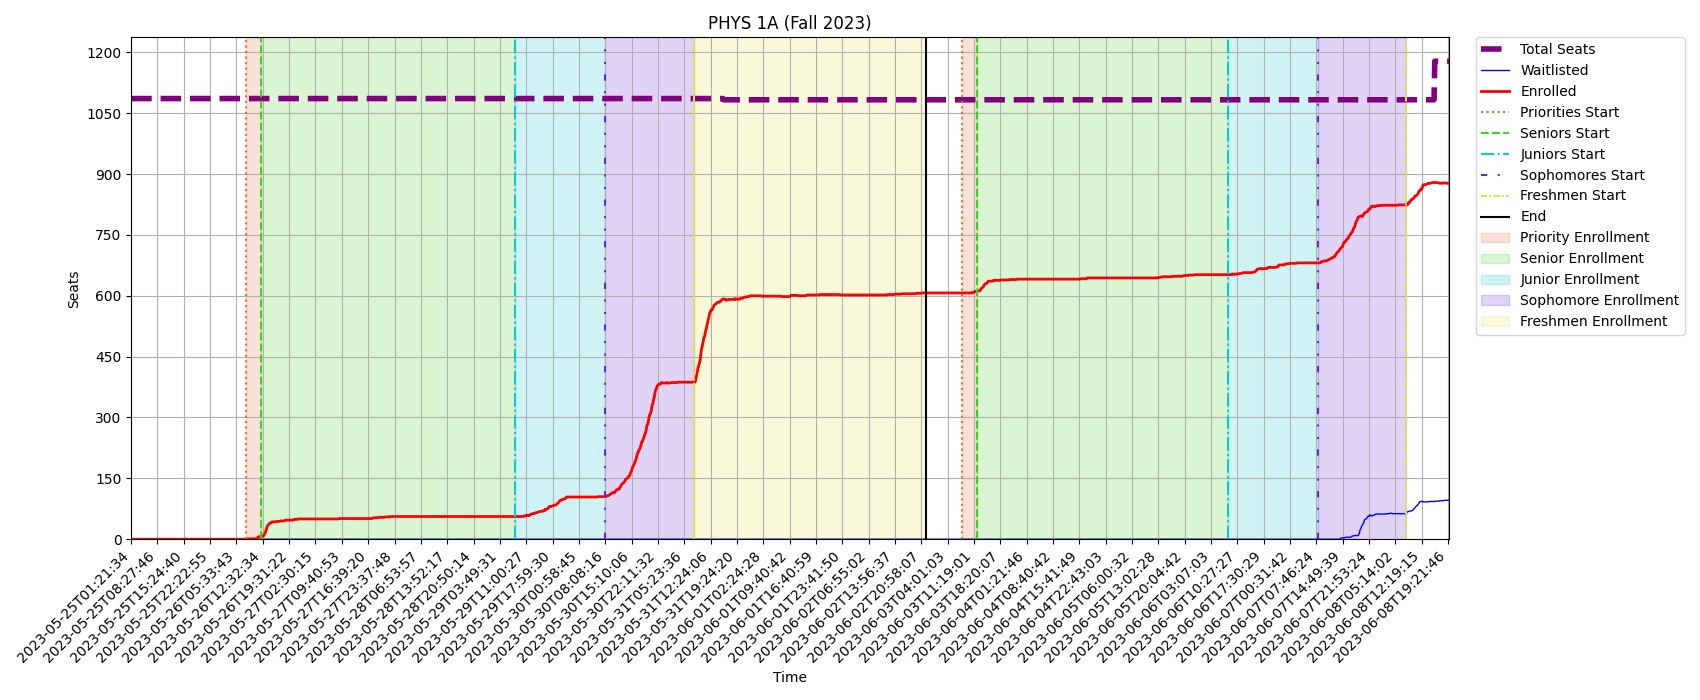 PHYS 1A (Fall 2023)
Seats
1200
1050
900
750
600
450
300
150
0
2023-05-25T01:21:34
2023-05-25T08:27:46
2023-05-25T15:24:40
2023-05-25T22:22:55
2023-05-26T05:33:43
2023-05-26T12:32:34
2023-05-26T19:31:22
2023-05-27T02:30:15
2023-05-27T09:40:53
2023-05-27T16:39:20
2023-05-27T23:37:48
2023-05-28T06:53:57
2023-05-28T13:52:17
2023-05-28T20:50:14
2023-05-29T03:49:31
2023-05-29T11:00:27
2023-05-29T17:59:30
2023-05-30T00:58:45
2023-05-30T08:08:16
2023-05-30T15:10:06
2023-05-30T22:11:32
2023-05-31T05:23:36
2023-05-31T12:24:06
2023-05-31T19:24:20
2023-06-01T02:24:28
2023-06-01T09:40:42
2023-06-01T16:40:59
2023-06-01T23:41:50
2023-06-02T06:55:02
2023-06-02T13:56:37
2023-06-02T20:58:07
2023-06-03T04:01:03
2023-06-03T11:19:01
2023-06-03T18:20:07
2023-06-04T01:21:46
2023-06-04T08:40:42
2023-06-04T15:41:49
2023-06-04T22:43:03
2023-06-05T06:00:32
2023-06-05T13:02:28
2023-06-05T20:04:42
2023-06-06T03:07:03
2023-06-06T10:27:27
2023-06-06T17:30:29
2023-06-07T00:31:42
2023-06-07T07:46:24
2023-06-07T14:49:39
2023-06-07T21:53:24
2023-06-08T05:14:02
2023-06-08T12:19:15
2023-06-08T19:21:46
Time
Total Seats
Waitlisted
Enrolled
Priorities Start
Seniors Start
Juniors Start
Sophomores Start
Freshmen Start
End
Priority Enrollment
Senior Enrollment
Junior Enrollment
Sophomore Enrollment
Freshmen Enrollment